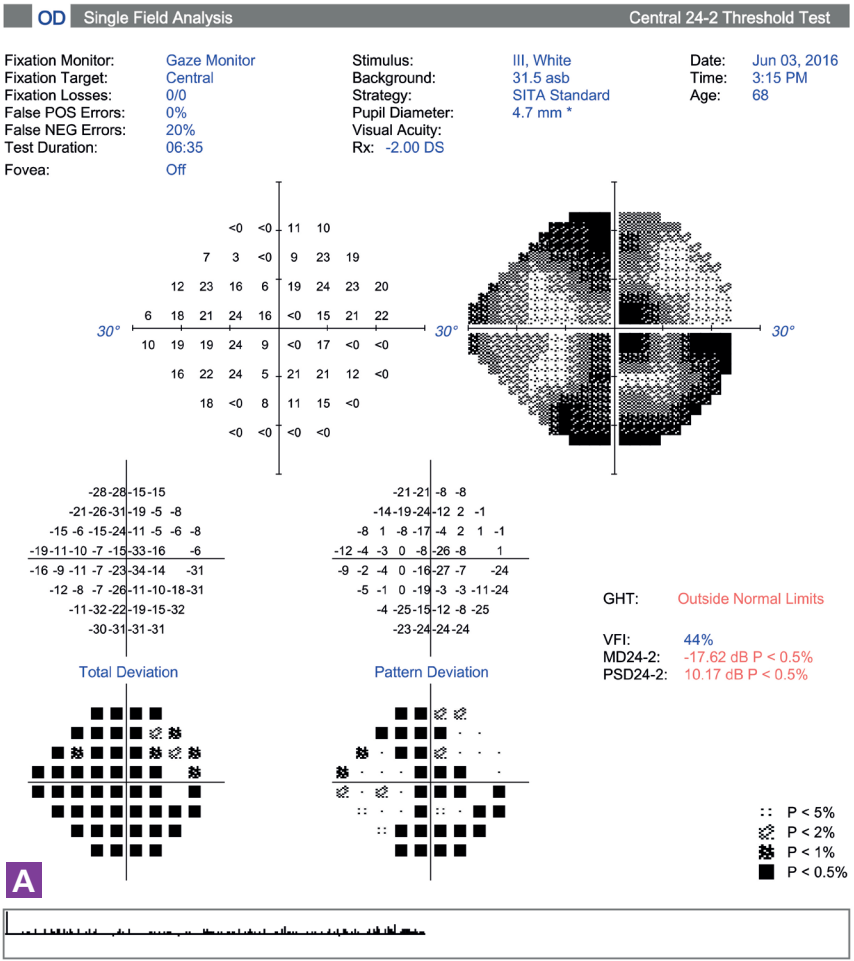 OD Single Field Analysis Central 24-2 Threshold Test
Fixation Monitor: Gaze Monitor Stimulus: III, White Date: Jun 03, 2016
Fixation Target: Central Background: 31.5 asb Time: 3:15 PM
Fixation Losses: 0/0 Strategy: SITA Standard Age: 68
False POS Errors: 0% Pupil Diameter: 4.7 mm *
False NEG Errors: 20% Visual Acuity:
Test Duration: 06:35 Rx: -2.00 DS
Fovea: Off
<0 <0 11 10
7 3 <0 9 23 19
12 23 16 6 19 24 23 20
6 18 21 24 16 <0 15 21 22
30° 30° 30°
10 19 19 24 9 <0 17 <0 <0
16 22 24 5 21 21 12 <0
18 <0 8 11 15 <0
<0 <0 <0 <0
-28 -28 -15 -15 -21 -21 -8 -8
-21 -26 -31 -19 -5 -8 -14 -19 -24 -12 2 -1
-15 -6 -15 -24 -11 -5 -6 -8 -8 1 -8 -17 -4 2 1 -1
-19 -11 -10 -7 -15 -33 -16 -6 -12 -4 -3 0 -8 -26 -8 1
-16 -9 -11 -7 -23 -34 -14 -31 -9 -2 -4 0 -16 -27 -7 -24
-12 -8 -7 -26 -11 -10 -18 -31 -5 -1 0 -19 -3 -3 -11 -24
-11 -32 -22 -19 -15 -32 -4 -25 -15 -12 -8 -25
-30 -31 -31 -31 -23 -24 -24 -24
GHT: Outside Normal Limits
VFI: 44%
MD24-2: -17.62 dB P < 0.5%
PSD24-2: 10.17 dB P < 0.5%
Total Deviation Pattern Deviation
P < 5%
P < 2%
P < 1%
P < 0.5%
A